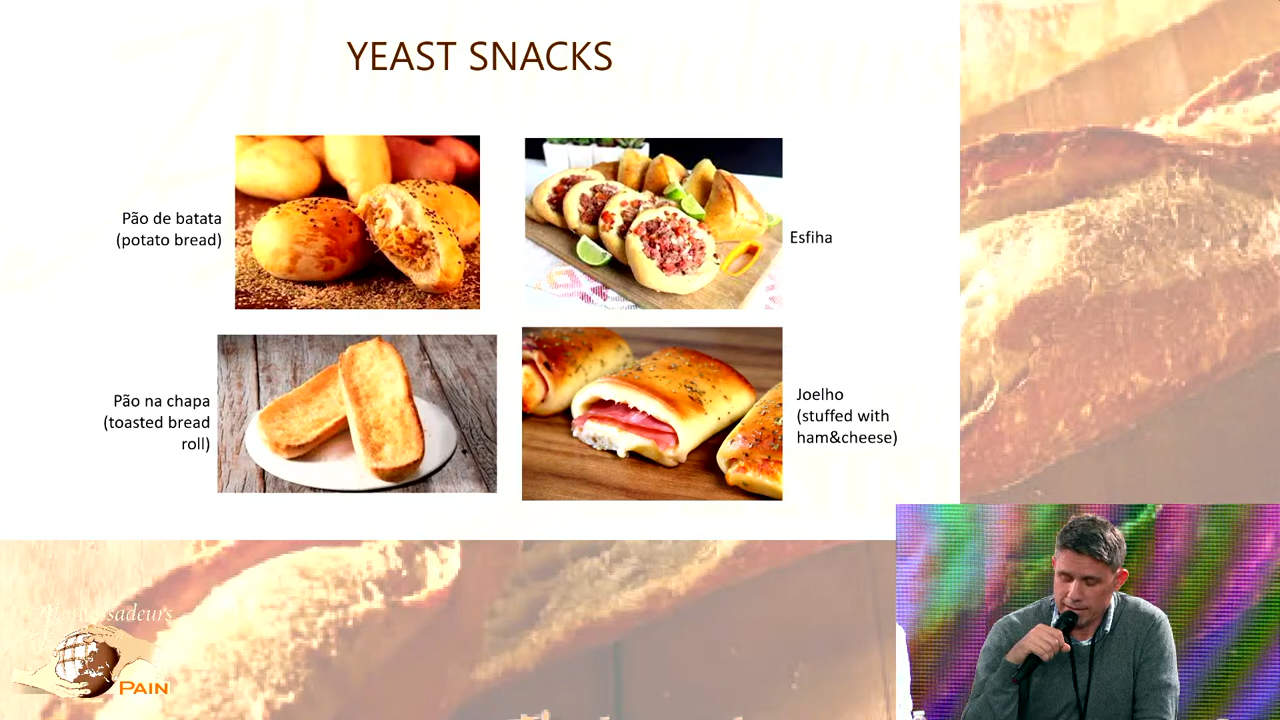 YEAST SNACKS
Pão de batata
(potato bread)
Esfiha
Pão na chapa
(toasted bread
roll)
Joelho
(stuffed with
ham&cheese)
PAIN